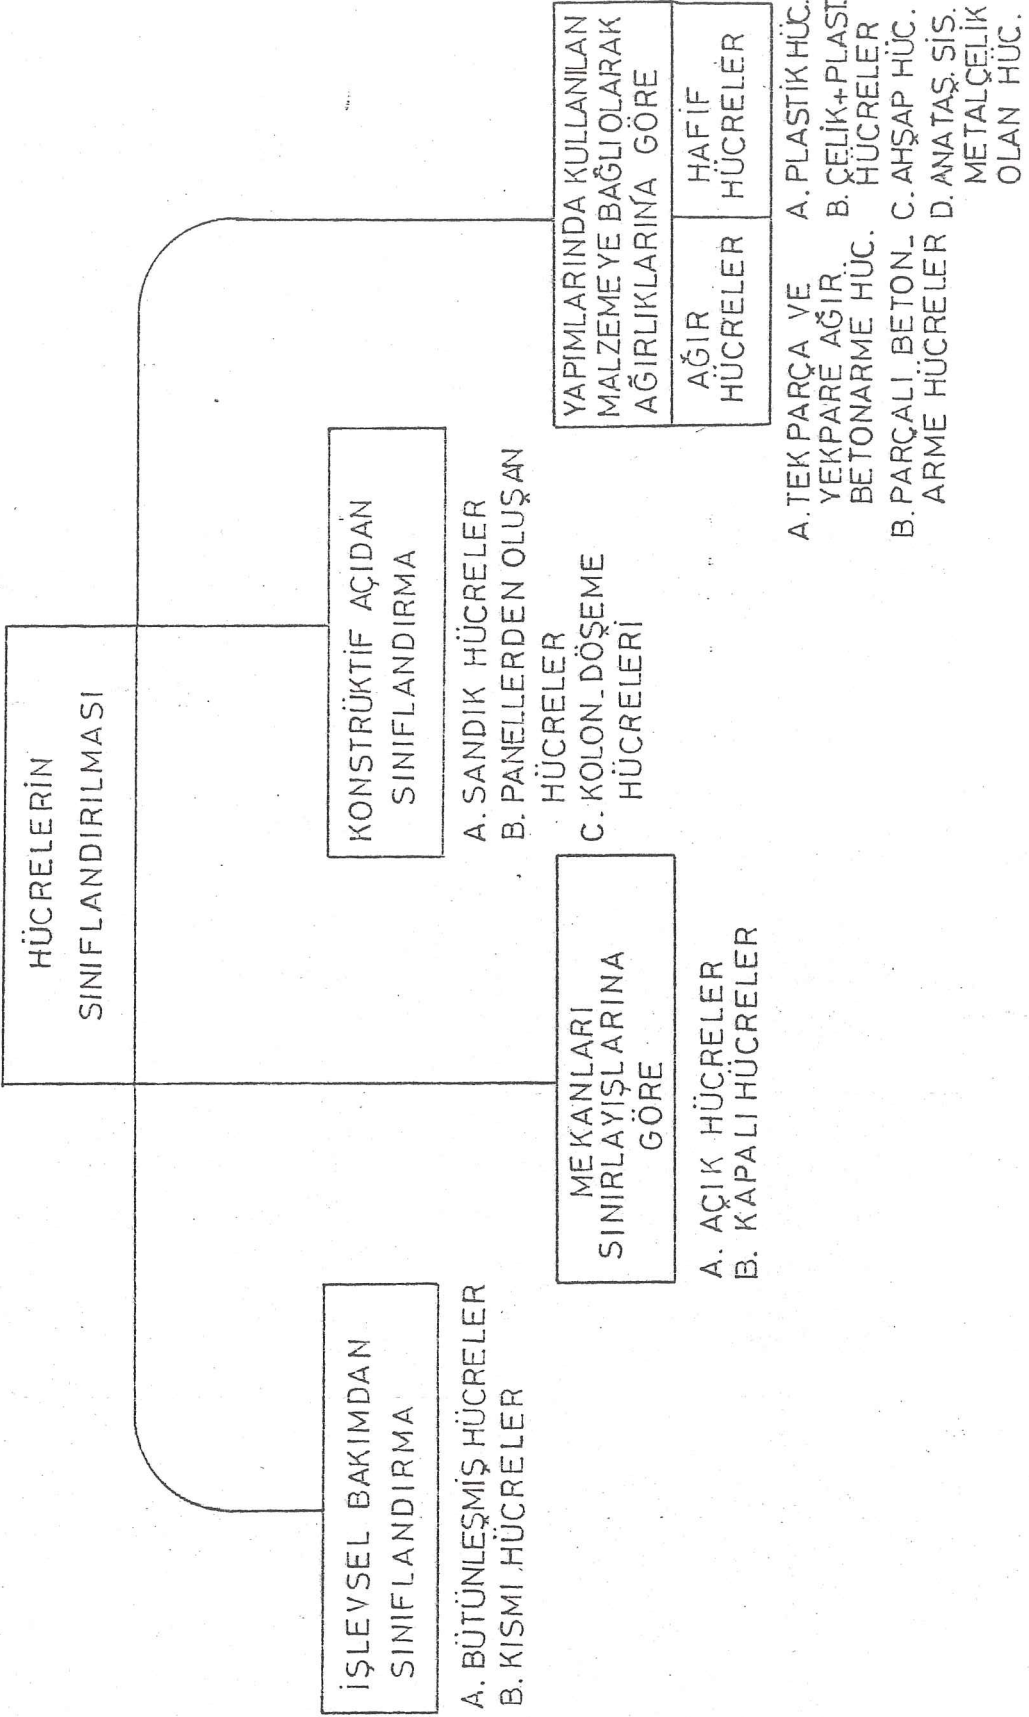 HÜCRELERİN
SINIFLANDIRILMASI
İŞLEVSEL BAKIMDAN
SINIFLANDIRMA
A. BÜTÜNLEŞMİŞ HÜCRELER
B. KISMI HÜCRELER
MEKANLARI
SINIRLAYIŞLARINA
GÖRE
A. AÇIK HÜCRELER
B. KAPALI HÜCRELER
KONSTRÜKTİF AÇIDAN
SINIFLANDIRMA
A. SANDIK HÜCRELER
B. PANELLERDEN OLUŞAN
HÜCRELER
C. KOLON_DÖŞEME
HÜCRELERİ
YAPIMLARINDA KULLANILAN
MALZEMEYE BAĞLI OLARAK
AĞIRLIKLARINA GÖRE
AĞIR
HÜCRELER
A. TEK PARÇA VE
YEKPARE AĞIR
BETONARME HÜC.
B. PARÇALI BETON_
ARME HÜCRELER
HAFİF
HÜCRELER
A. PLASTİK HÜC.
B. ÇELİK+PLAST.
HÜCRELER
C. AHŞAP HÜC.
D. ANATAŞ. SİS.
METALÇELİK
OLAN HÜC.